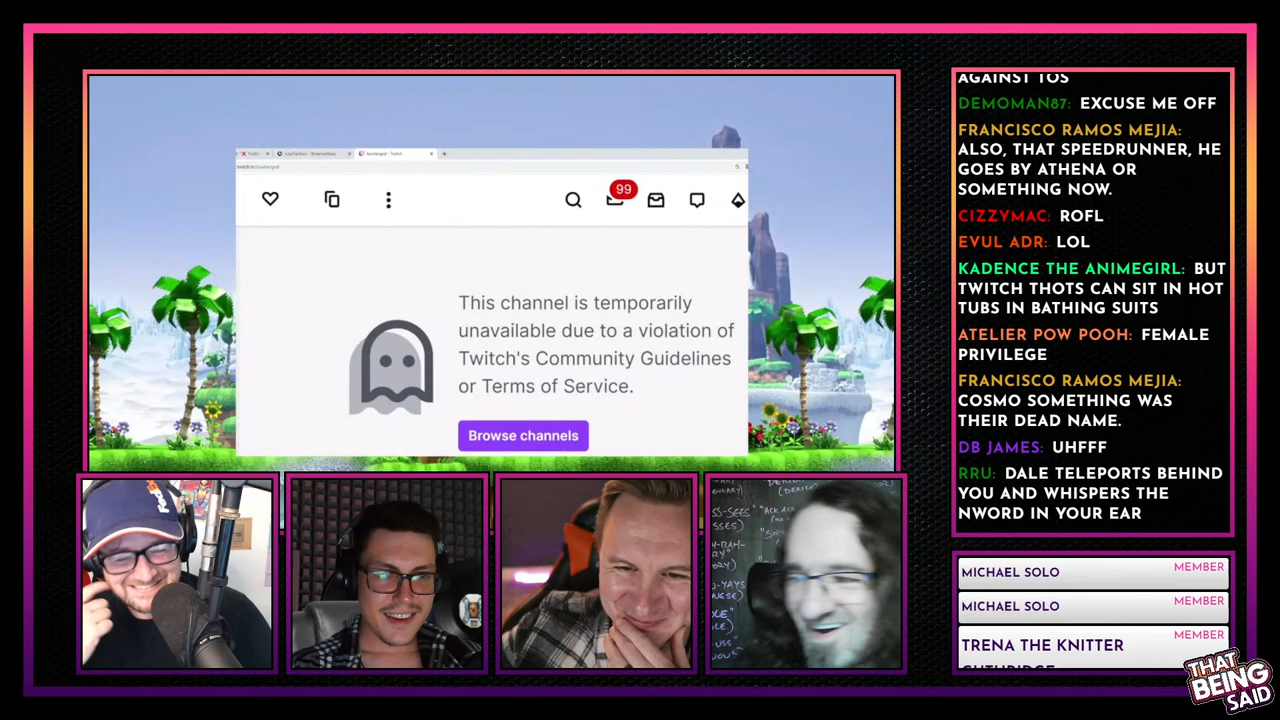 This channel is temporarily
unavailable due to a violation of
Twitch's Community Guidelines
or Terms of Service.
Browse channels
99
AGAINST TOS
DEMOMAN87: EXCUSE ME OFF
FRANCISCO RAMOS MEJIA:
ALSO, THAT SPEEDRUNNER, HE
GOES BY ATHENA OR
SOMETHING NOW.
CIZZYMAC: ROFL
EVUL ADR: LOL
KADENCE THE ANIMEGIRL: BUT
TWITCH THOTS CAN SIT IN HOT
TUBS IN BATHING SUITS
ATELIER POW POOH: FEMALE
PRIVILEGE
FRANCISCO RAMOS MEJIA:
COSMO SOMETHING WAS
THEIR DEAD NAME.
DB JAMES: UHFFF
RRU: DALE TELEPORTS BEHIND
YOU AND WHISPERS THE
NWORD IN YOUR EAR
MICHAEL SOLO MEMBER
MICHAEL SOLO MEMBER
TRENA THE KNITTER MEMBER
THAT
BEING
SAID